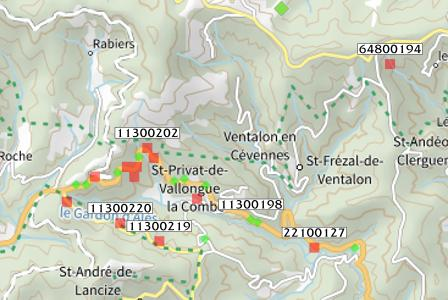 Rabiers
64800194
le
11300202
Ventalon en
Cévennes
St-Andéo
Clerguer
Roche
St-Privat-de-
Vallongue
la Comb
St-Frézal-de-
Ventalon
11300198
le Gardon d'Alès
11300220
11300219
22100127
St-André-de-
Lancize